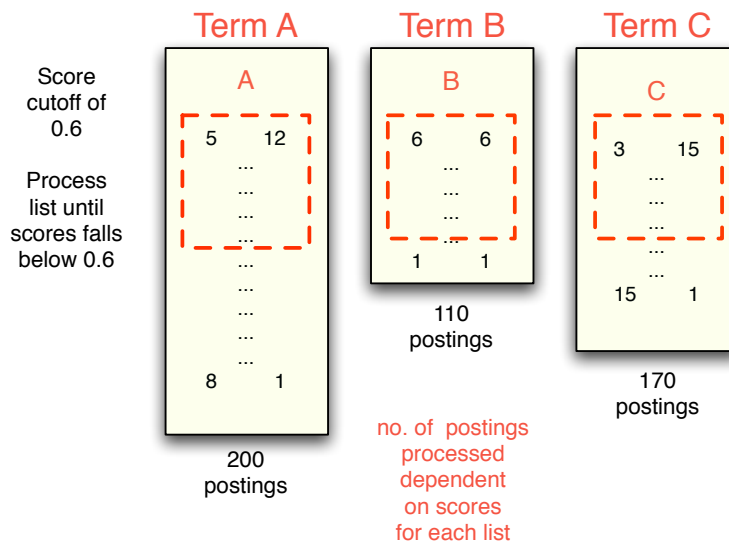 Term A
Term B
Term C
Score
cutoff of
0.6
Process
list until
scores falls
below 0.6
A
5 12
...
...
...
...
...
...
...
...
...
8 1
200
postings
B
6 6
...
...
...
...
1 1
110
postings
C
3 15
...
...
...
...
...
15 1
170
postings
no. of postings
processed
dependent
on scores
for each list